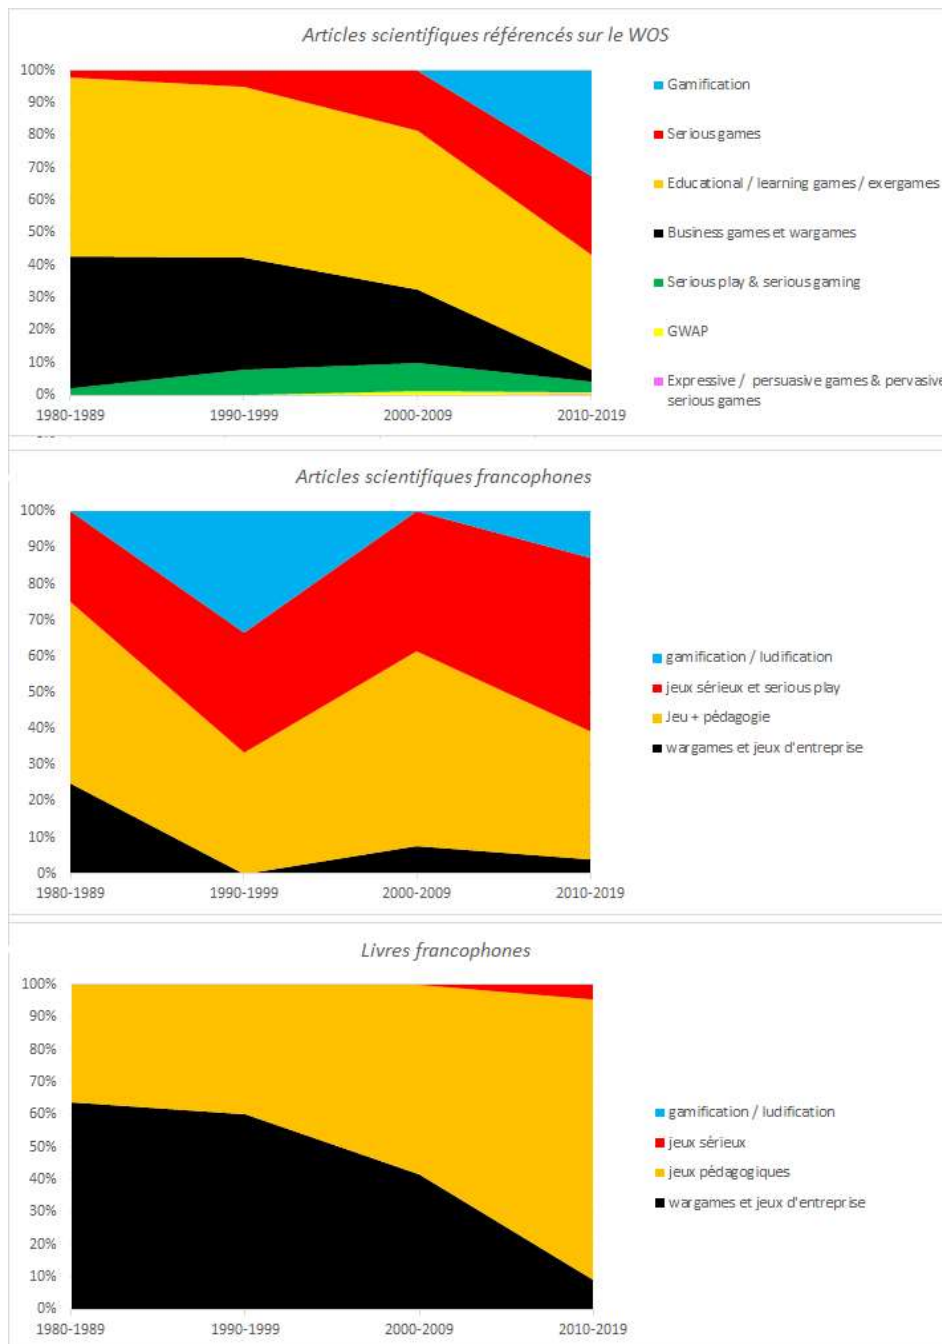 Articles scientifiques référencés sur le WOS
100%
90%
80%
70%
60%
50%
40%
30%
20%
10%
0%
1980-1989
1990-1999
2000-2009
2010-2019
Gamification
Serious games
Educational / learning games / exergames
Business games et wargames
Serious play & serious gaming
GWAP
Expressive / persuasive games & pervasive
serious games
Articles scientifiques francophones
100%
90%
80%
70%
60%
50%
40%
30%
20%
10%
0%
1980-1989
1990-1999
2000-2009
2010-2019
gamification / ludification
jeux sérieux et serious play
Jeu + pédagogie
wargames et jeux d'entreprise
Livres francophones
100%
90%
80%
70%
60%
50%
40%
30%
20%
10%
0%
1980-1989
1990-1999
2000-2009
2010-2019
gamification / ludification
jeux sérieux
jeux pédagogiques
wargames et jeux d'entreprise